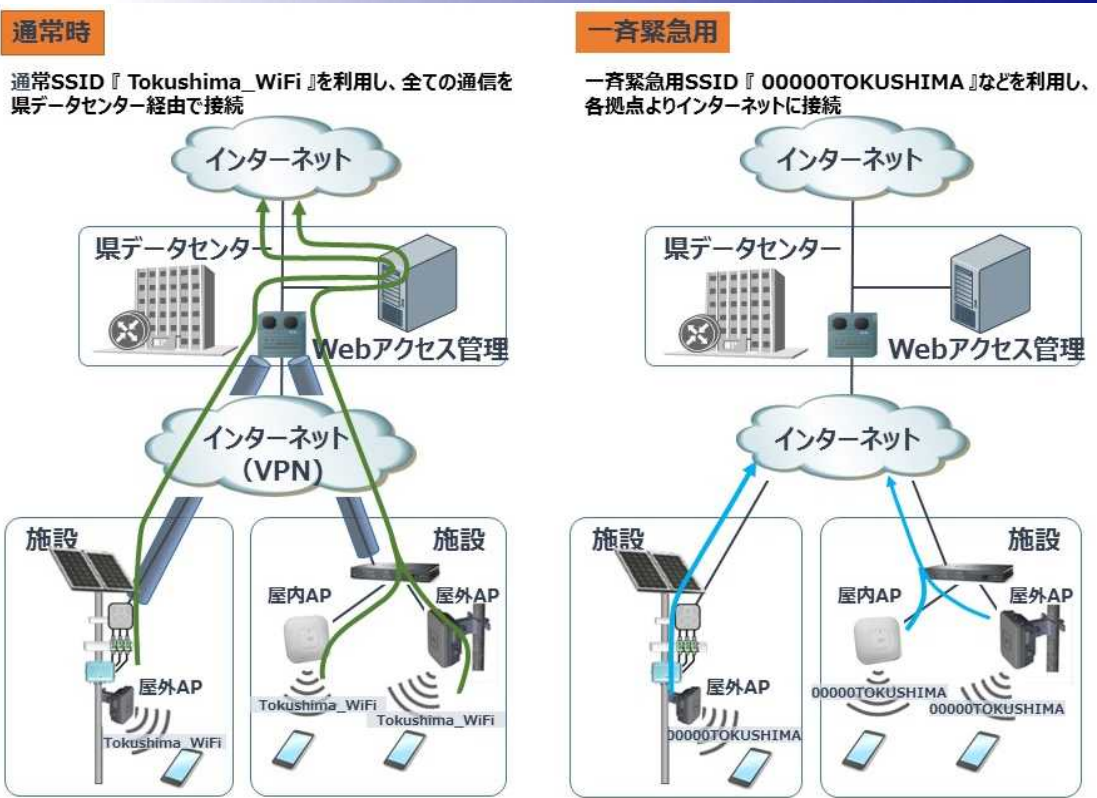 通常時
通常SSID『 Tokushima_WiFi 』を利用し、全ての通信を
県データセンター経由で接続
インターネット
県データセンター
Webアクセス管理
インターネット
(VPN)
施設
屋外AP
Tokushima_WiFi
施設
屋内AP
屋外AP
Tokushima_WiFi
Tokushima_WiFi
一斉緊急用
一斉緊急用SSID『 00000TOKUSHIMA 』などを利用し、
各拠点よりインターネットに接続
インターネット
県データセンター
Webアクセス管理
インターネット
施設
屋外AP
00000TOKUSHIMA
施設
屋内AP
屋外AP
00000TOKUSHIMA
00000TOKUSHIMA